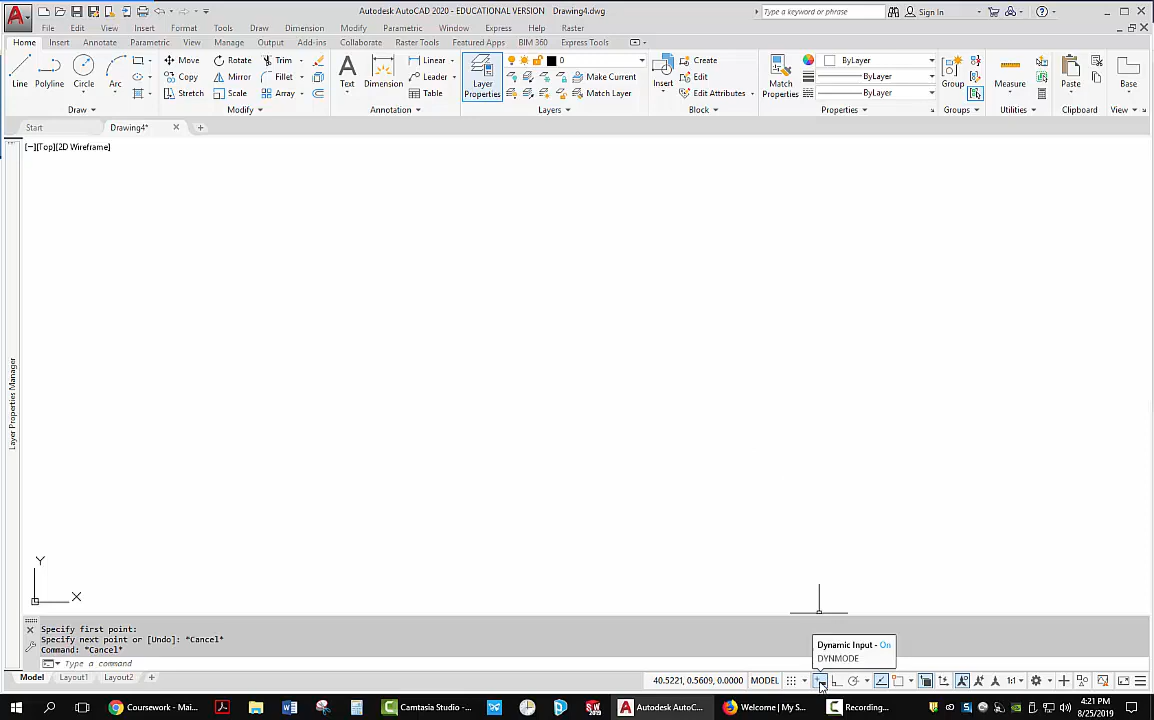 Autodesk AutoCAD 2020 - EDUCATIONAL VERSION Drawing4.dwg
Type a keyword or phrase
Sign In
File Edit View Insert Format Tools Draw Dimension Modify Parametric Window Express Help Raster
Home Insert Annotate Parametric View Manage Output Add-ins Collaborate Raster Tools Featured Apps BIM 360 Express Tools
Line Polyline Circle Arc
Move Rotate Trim
Copy Mirror Fillet
Stretch Scale Array
Text Dimension
Linear
Leader
Table
Layer
Properties
0
Make Current
Match Layer
Insert
Create
Edit
Edit Attributes
Match
Properties
ByLayer
ByLayer
ByLayer
Group
Measure
Paste
Base
Draw Modify Annotation Layers Block Properties Groups Utilities Clipboard View
Start Drawing4*
[−][Top][2D Wireframe]
Layer Properties Manager
Y
X
Specify first point:
Specify next point or [Undo]: *Cancel*
Command: *Cancel*
Type a command
Dynamic Input - On
DYNMODE
Model Layout1 Layout2
40.5221, 0.5609, 0.0000 MODEL
1:1
Coursework - Mai...
Camtasia Studio - ...
2019
Autodesk AutoC...
Welcome | My S...
Recording...
4:21 PM
8/25/2019